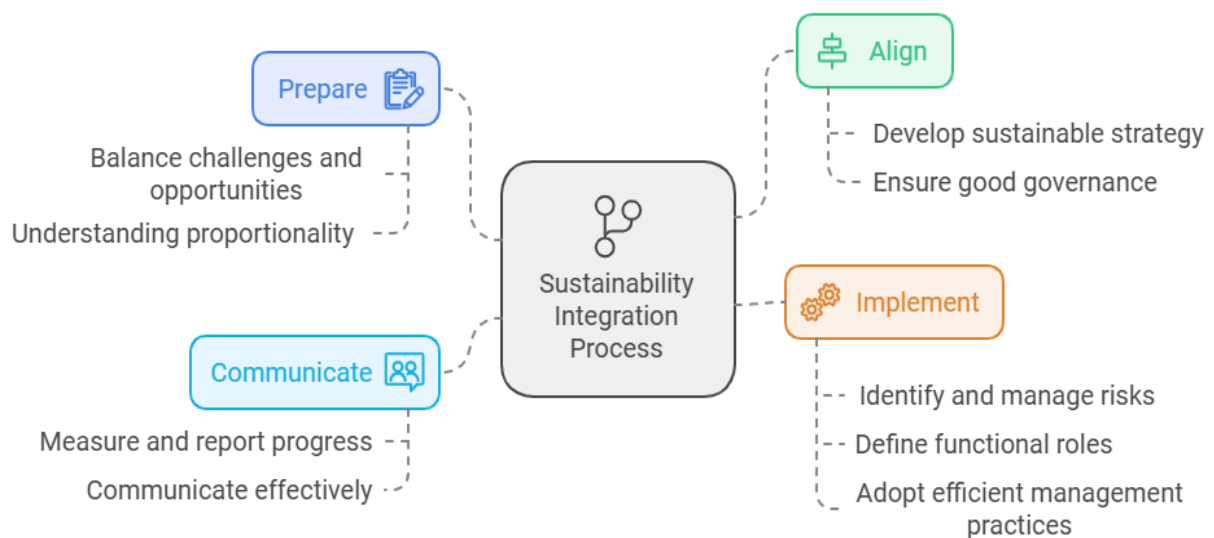 Prepare
Balance challenges and
opportunities
Understanding proportionality
Communicate
Measure and report progress
Communicate effectively
Sustainability
Integration
Process
Align
Develop sustainable strategy
Ensure good governance
Implement
Identify and manage risks
Define functional roles
Adopt efficient management
practices